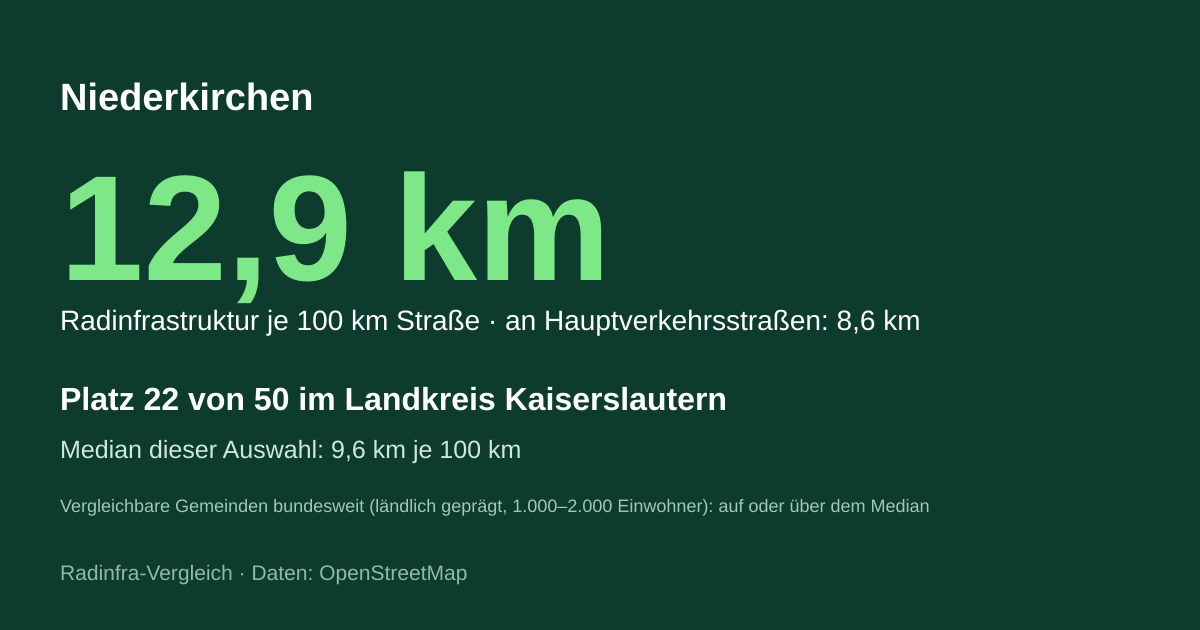 Niederkirchen
12,9 km
Radinfrastruktur je 100 km Straße · an Hauptverkehrsstraßen: 8,6 km
Platz 22 von 50 im Landkreis Kaiserslautern
Median dieser Auswahl: 9,6 km je 100 km
Vergleichbare Gemeinden bundesweit (ländlich geprägt, 1.000–2.000 Einwohner): auf oder über dem Median
Radinfra-Vergleich · Daten: OpenStreetMap